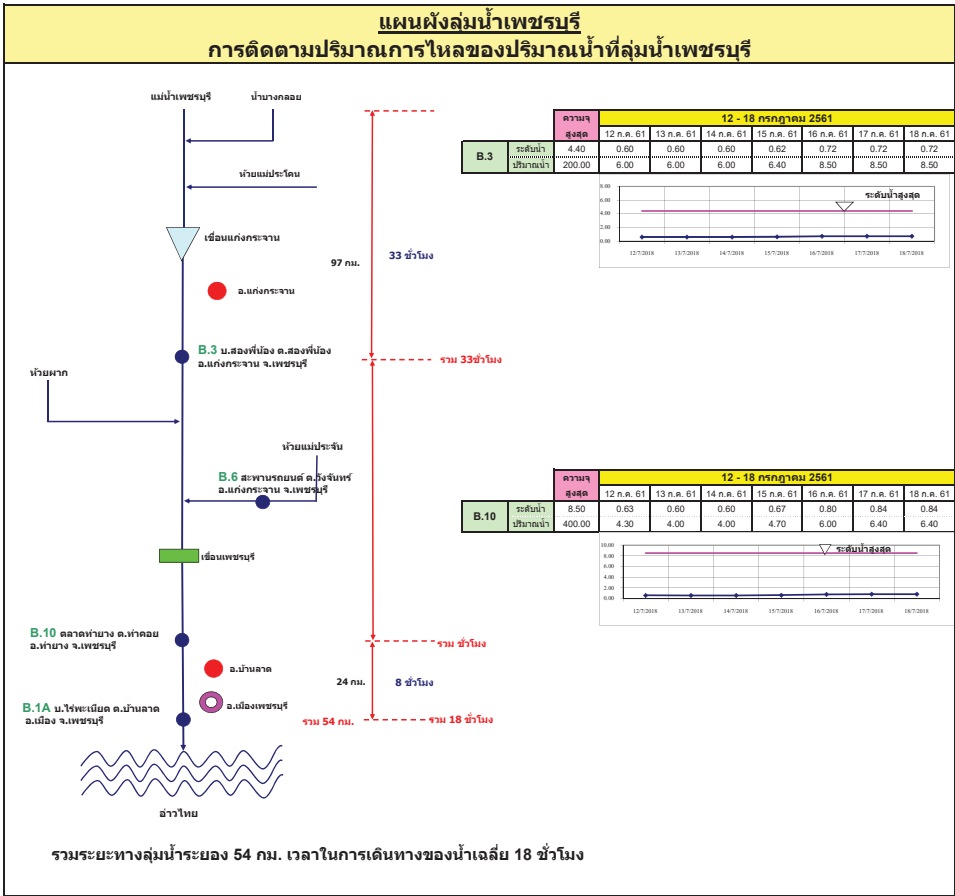 แผนผังลุ่มน้ำเพชรบุรี
การติดตามปริมาณการไหลของปริมาณน้ำที่ลุ่มน้ำเพชรบุรี
แม่น้ำเพชรบุรี
น้ำบางกลอย
ห้วยแม่ประโดน
เขื่อนแก่งกระจาน
97 กม.
33 ชั่วโมง
อ.แก่งกระจาน
B.3 บ.สองพี่น้อง ต.สองพี่น้อง
อ.แก่งกระจาน จ.เพชรบุรี
รวม 33ชั่วโมง
ห้วยผาก
ห้วยแม่ประจัน
B.6 สะพานรถยนต์ ต.วังจันทร์
อ.แก่งกระจาน จ.เพชรบุรี
เขื่อนเพชรบุรี
B.10 ตลาดท่ายาง ต.ท่าคอย
อ.ท่ายาง จ.เพชรบุรี
รวม ชั่วโมง
อ.บ้านลาด
24 กม.
8 ชั่วโมง
B.1A บ.ไร่พะเนียด ต.บ้านลาด
อ.เมือง จ.เพชรบุรี
อ.เมืองเพชรบุรี
รวม 54 กม.
รวม 18 ชั่วโมง
อ่าวไทย
รวมระยะทางลุ่มน้ำระยอง 54 กม. เวลาในการเดินทางของน้ำเฉลี่ย 18 ชั่วโมง
ความจุ 12 - 18 กรกฎาคม 2561
สูงสุด 12 ก.ค. 61 13 ก.ค. 61 14 ก.ค. 61 15 ก.ค. 61 16 ก.ค. 61 17 ก.ค. 61 18 ก.ค. 61
B.3 ระดับน้ำ 4.40 0.60 0.60 0.60 0.62 0.72 0.72 0.72
ปริมาณน้ำ 200.00 6.00 6.00 6.00 6.40 8.50 8.50 8.50
ระดับน้ำสูงสุด
8.00
6.00
4.00
2.00
0.00
12/7/2018 13/7/2018 14/7/2018 15/7/2018 16/7/2018 17/7/2018 18/7/2018
ความจุ 12 - 18 กรกฎาคม 2561
สูงสุด 12 ก.ค. 61 13 ก.ค. 61 14 ก.ค. 61 15 ก.ค. 61 16 ก.ค. 61 17 ก.ค. 61 18 ก.ค. 61
B.10 ระดับน้ำ 8.50 0.63 0.60 0.60 0.67 0.80 0.84 0.84
ปริมาณน้ำ 400.00 4.30 4.00 4.00 4.70 6.00 6.40 6.40
ระดับน้ำสูงสุด
10.00
8.00
6.00
4.00
2.00
0.00
12/7/2018 13/7/2018 14/7/2018 15/7/2018 16/7/2018 17/7/2018 18/7/2018